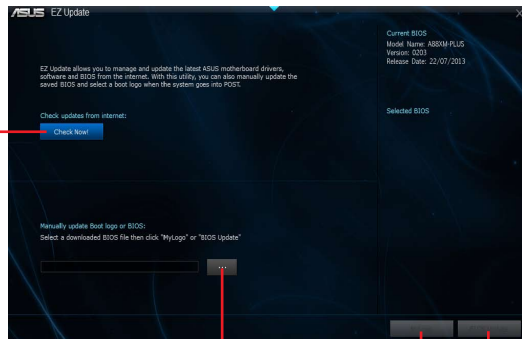 ASUS EZ Update
Current BIOS
Model Name: A88XM-PLUS
Version: 0203
Release Date: 22/07/2013
EZ Update allows you to manage and update the latest ASUS motherboard drivers,
software and BIOS from the internet. With this utility, you can also manually update the
saved BIOS and select a boot logo when the system goes into POST.
Check updates from internet:
Selected BIOS
Check Now!
Manually update Boot logo or BIOS:
Select a downloaded BIOS file then click "MyLogo" or "BIOS Update"
...